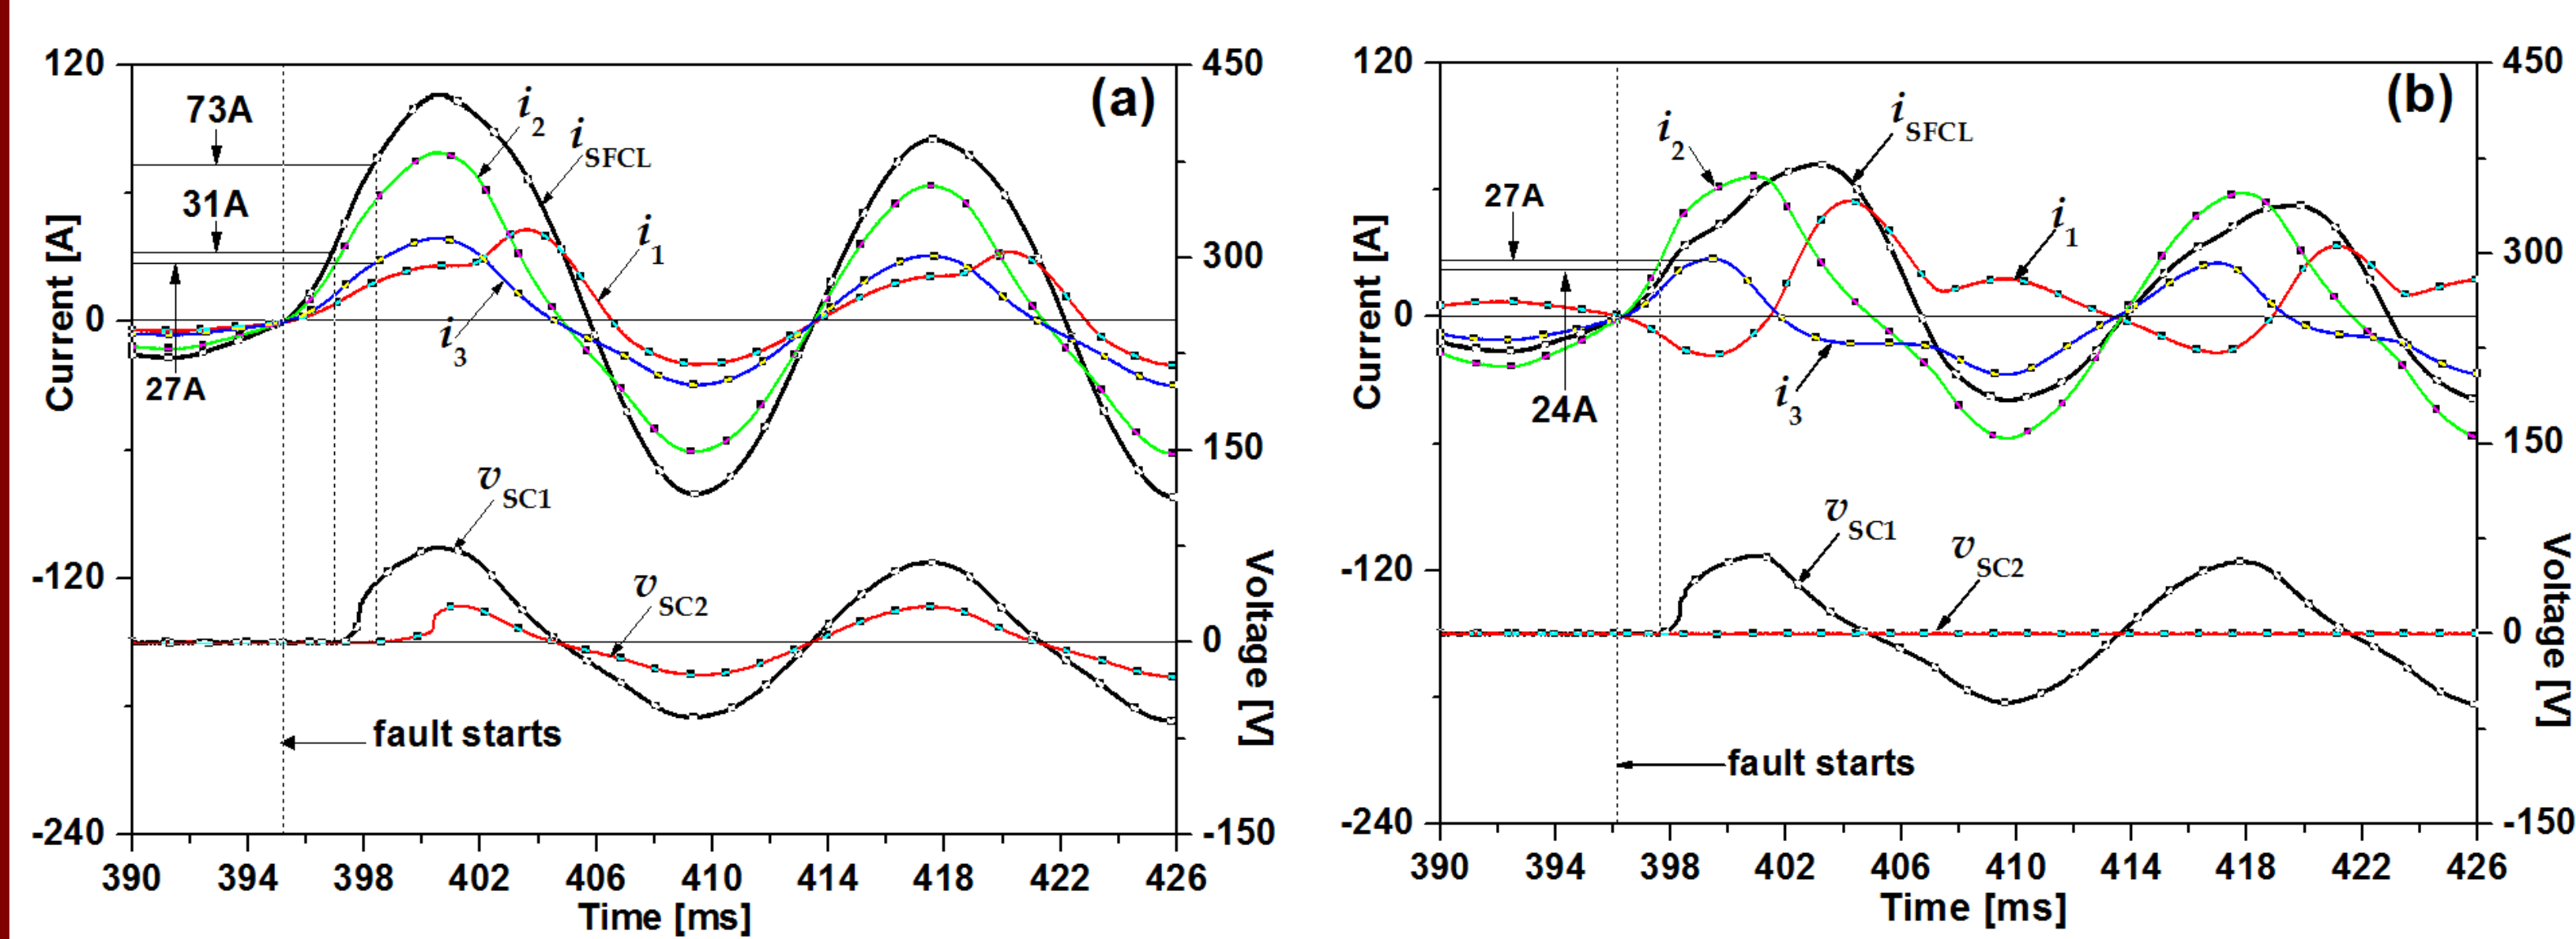 (a)
120
0
-120
-240
Current [A]
450
300
150
0
-150
Voltage [V]
73A
31A
27A
i2
iSFCL
i1
i3
vSC1
vSC2
fault starts
390 394 398 402 406 410 414 418 422 426
Time [ms]
(b)
120
0
-120
-240
Current [A]
450
300
150
0
-150
Voltage [V]
27A
24A
i2
iSFCL
i1
i3
vSC1
vSC2
fault starts
390 394 398 402 406 410 414 418 422 426
Time [ms]